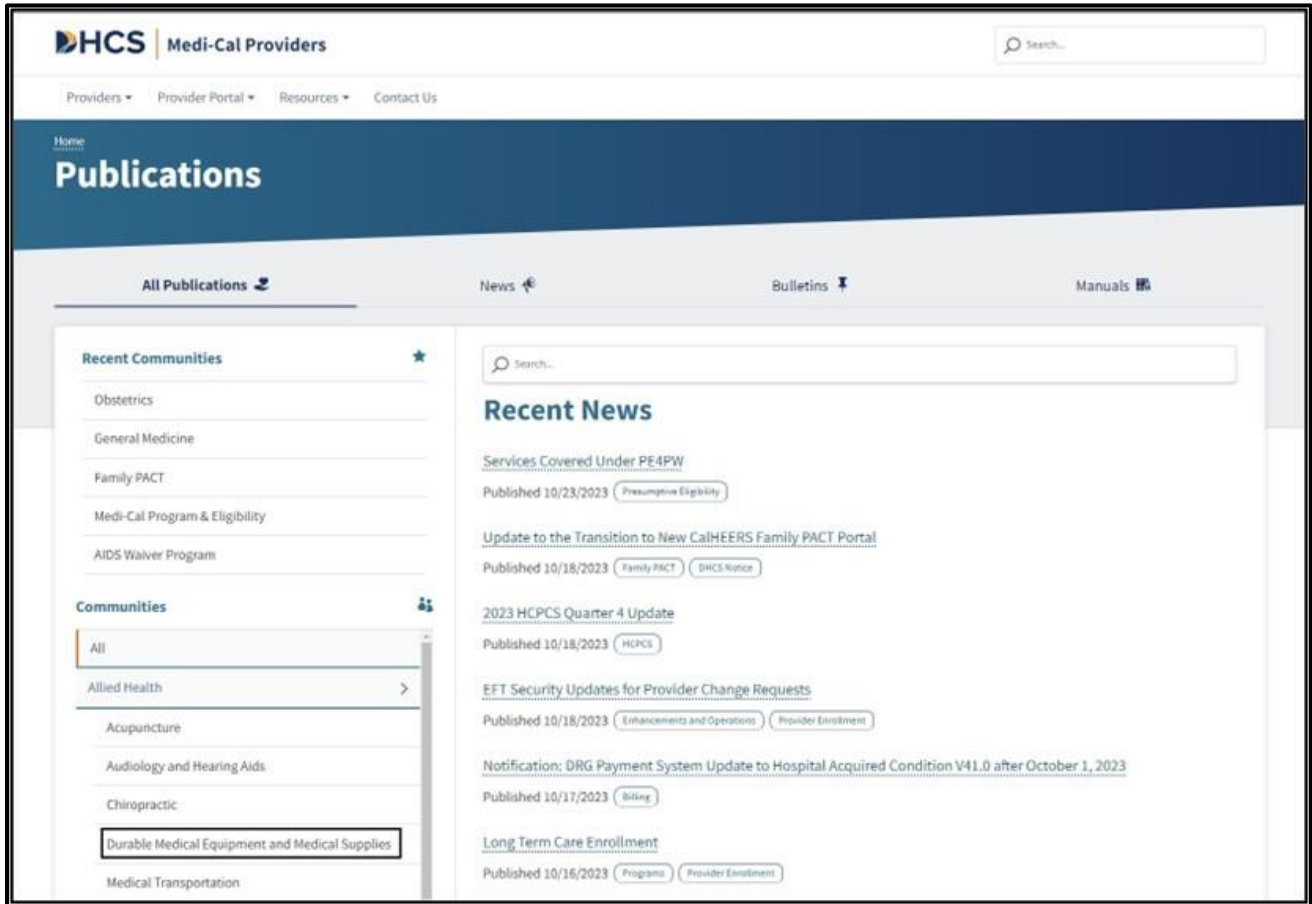 DHCS Medi-Cal Providers
Search...
Providers Provider Portal Resources Contact Us
Home
Publications
All Publications News Bulletins Manuals
Recent Communities
Obstetrics
General Medicine
Family PACT
Medi-Cal Program & Eligibility
AIDS Waiver Program
Communities
All
Allied Health
Acupuncture
Audiology and Hearing Aids
Chiropractic
Durable Medical Equipment and Medical Supplies
Medical Transportation
Search...
Recent News
Services Covered Under PE4PW
Published 10/23/2023 Presumptive Eligibility
Update to the Transition to New CalHEERS Family PACT Portal
Published 10/18/2023 Family PACT DHCS Notice
2023 HCPCS Quarter 4 Update
Published 10/18/2023 HCPCS
EFT Security Updates for Provider Change Requests
Published 10/18/2023 Enhancements and Operations Provider Enrollment
Notification: DRG Payment System Update to Hospital Acquired Condition V41.0 after October 1, 2023
Published 10/17/2023 Billing
Long Term Care Enrollment
Published 10/16/2023 Programs Provider Enrollment